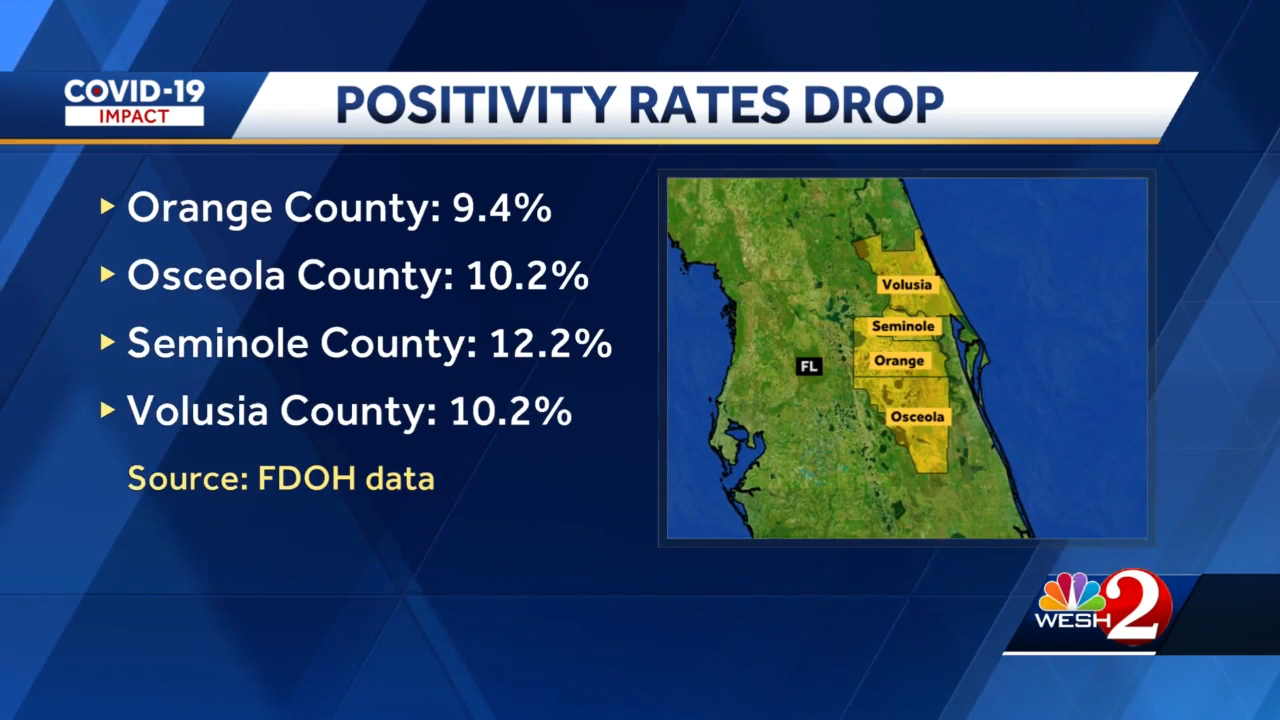 COVID-19
IMPACT
POSITIVITY RATES DROP
Orange County: 9.4%
Osceola County: 10.2%
Seminole County: 12.2%
Volusia County: 10.2%
Source: FDOH data
Volusia
Seminole
FL
Orange
Osceola
WESH 2